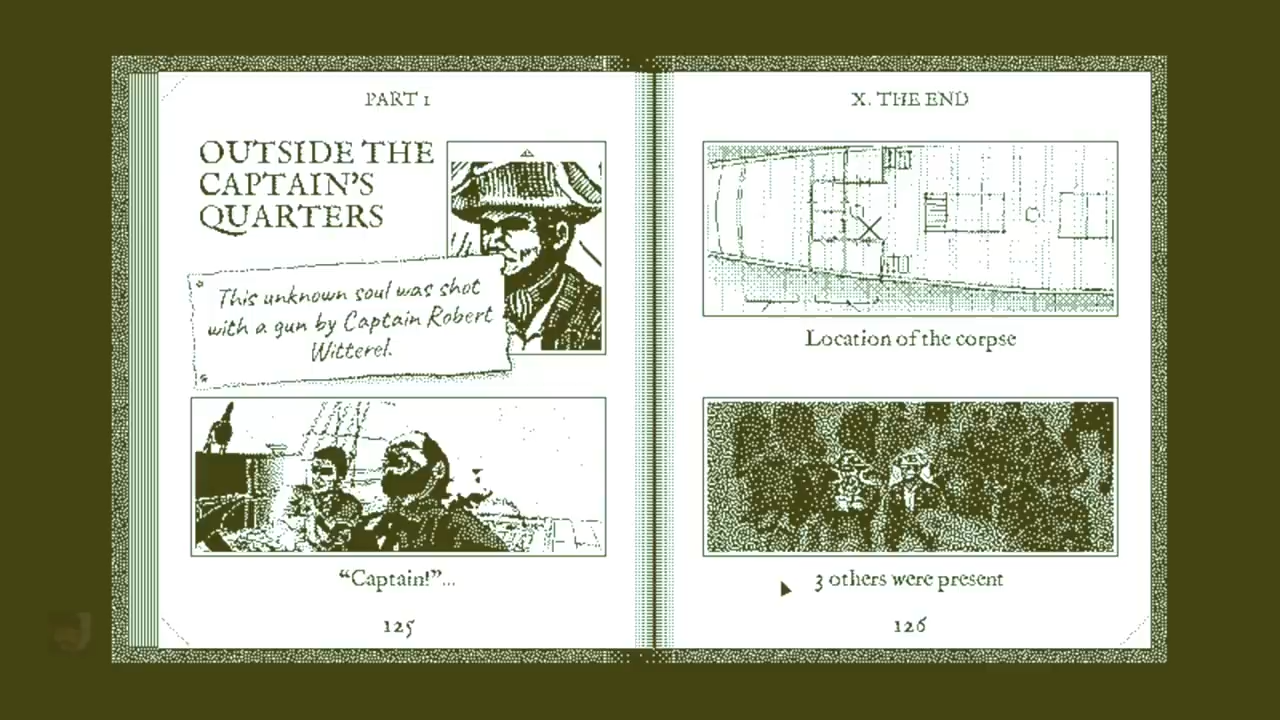 PART 1
OUTSIDE THE
CAPTAIN'S
QUARTERS
This unknown soul was shot
with a gun by Captain Robert
Witterel.
"Captain!"...
125
X. THE END
Location of the corpse
3 others were present
126